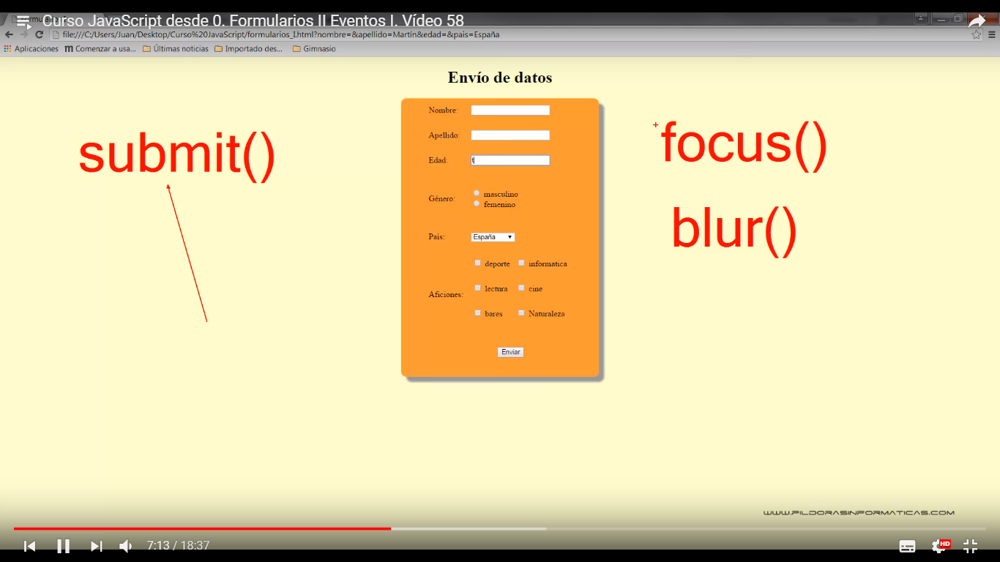 Curso JavaScript desde 0. Formularios II Eventos I. Vídeo 58
file:///C:/Users/Juan/Desktop/Curso%20JavaScript/formularios_I.html?nombre=&apellido=Martín&edad=&pais=España
Aplicaciones Comenzar a usa... Últimas noticias Importado des... Gimnasio
Envío de datos
Nombre:
Apellido:
Edad: t
Género: masculino
femenino
País: España
Aficiones:
deporte informatica
lectura cine
bares Naturaleza
Enviar
submit()
focus()
blur()
WWW.PILDORASINFORMATICAS.COM
7:13 / 18:37
HD